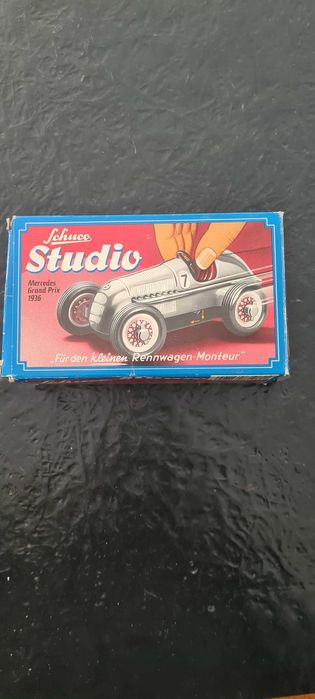 Schuco
Studio
Mercedes
Grand Prix
1936
7
„Für den kleinen Rennwagen-Monteur"